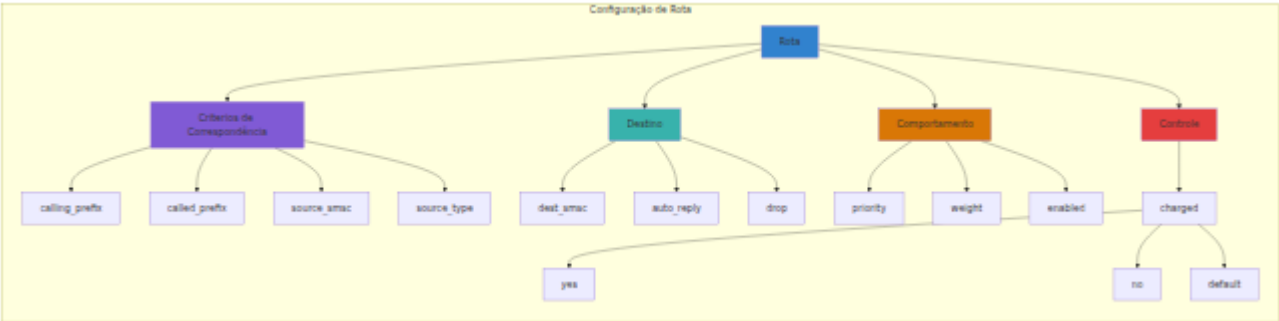 Configuração de Rota
Rota
Critérios de
Correspondência
Destino
Comportamento
Controle
calling_prefix
called_prefix
source_smsc
source_type
dest_smsc
auto_reply
drop
priority
weight
enabled
charged
yes
no
default